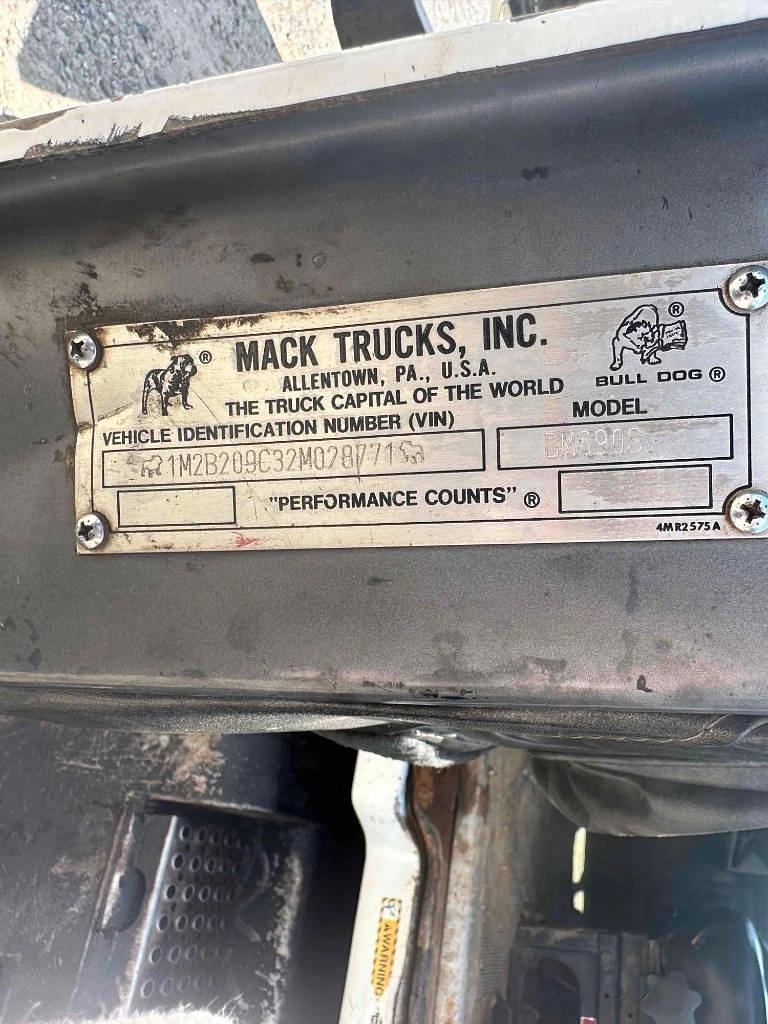 MACK TRUCKS, INC.
ALLENTOWN, PA., U.S.A.
THE TRUCK CAPITAL OF THE WORLD
BULL DOG ®
®
®
VEHICLE IDENTIFICATION NUMBER (VIN)
MODEL
1M2B209C32M028771
"PERFORMANCE COUNTS" ®
4MR2575A
WARNING